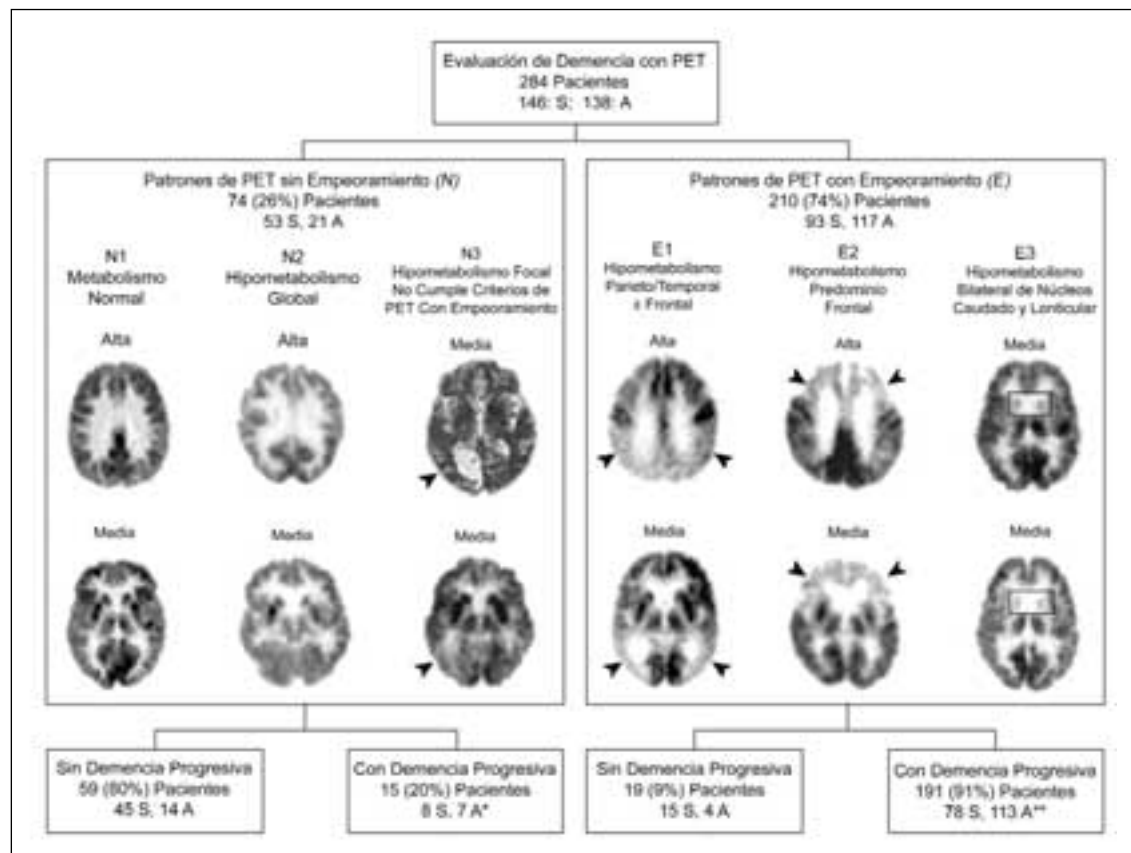 Evaluación de Demencia con PET
284 Pacientes
146: S; 138: A
Patrones de PET sin Empeoramiento (N)
74 (26%) Pacientes
53 S, 21 A
N1
Metabolismo
Normal
N2
Hipometabolismo
Global
N3
Hipometabolismo Focal
No Cumple Criterios de
PET Con Empeoramiento
Alta
Alta
Media
Media
Media
Media
Patrones de PET con Empeoramiento (E)
210 (74%) Pacientes
93 S, 117 A
E1
Hipometabolismo
Parieto/Temporal
± Frontal
E2
Hipometabolismo
Predominio
Frontal
E3
Hipometabolismo
Bilateral de Núcleos
Caudado y Lenticular
Alta
Alta
Media
Media
Media
Media
Sin Demencia Progresiva
59 (80%) Pacientes
45 S, 14 A
Con Demencia Progresiva
15 (20%) Pacientes
8 S, 7 A*
Sin Demencia Progresiva
19 (9%) Pacientes
15 S, 4 A
Con Demencia Progresiva
191 (91%) Pacientes
78 S, 113 A**